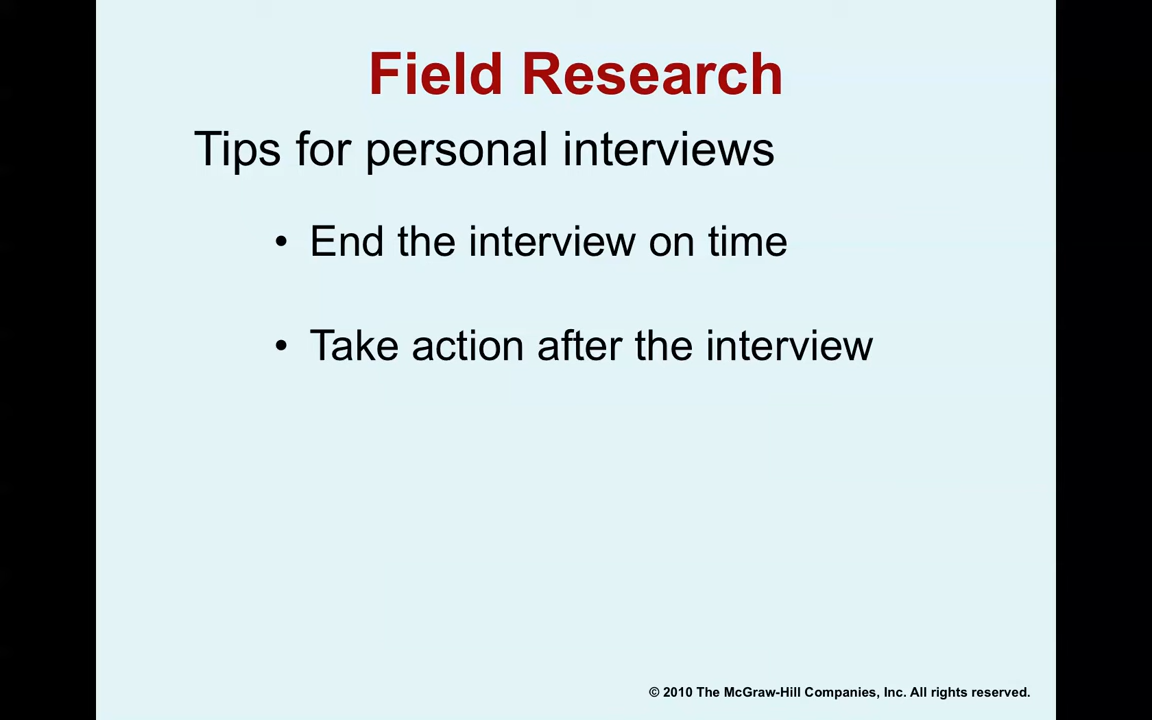 Field Research
Tips for personal interviews
• End the interview on time
• Take action after the interview
© 2010 The McGraw-Hill Companies, Inc. All rights reserved.